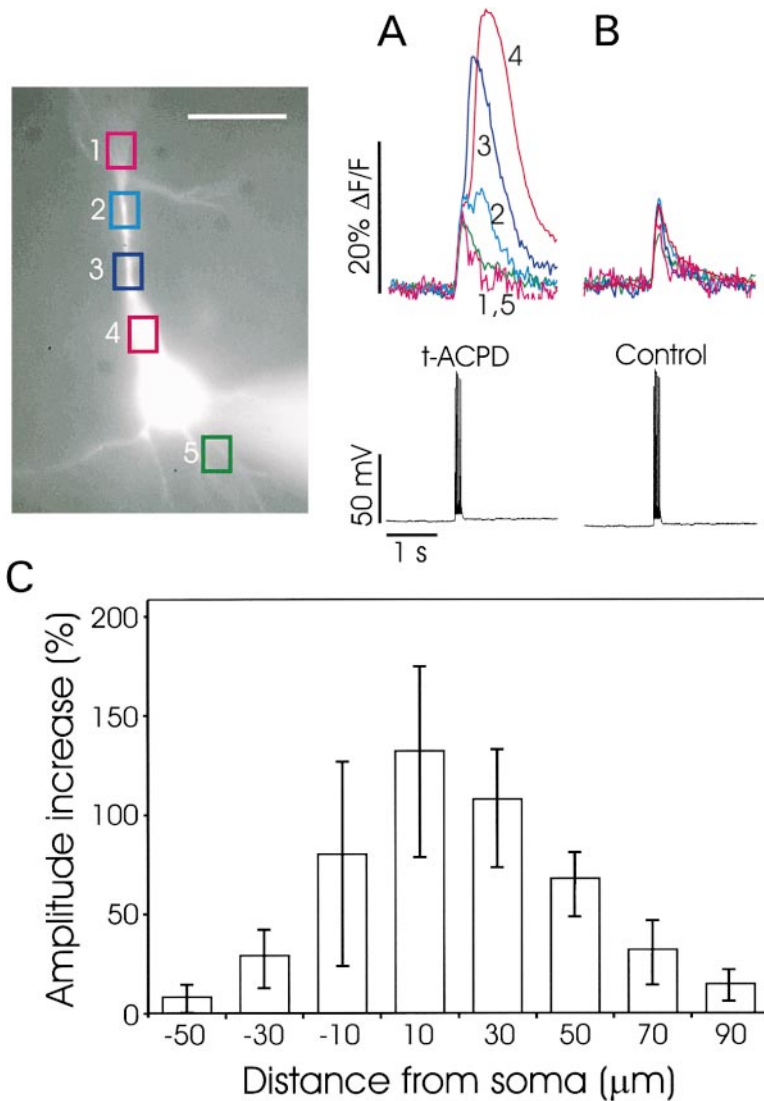 A
B
1
2
3
4
5
20% ΔF/F
4
3
2
1,5
t-ACPD
Control
50 mV
1 s
C
Amplitude increase (%)
200
150
100
50
0
-50 -30 -10 10 30 50 70 90
Distance from soma (μm)